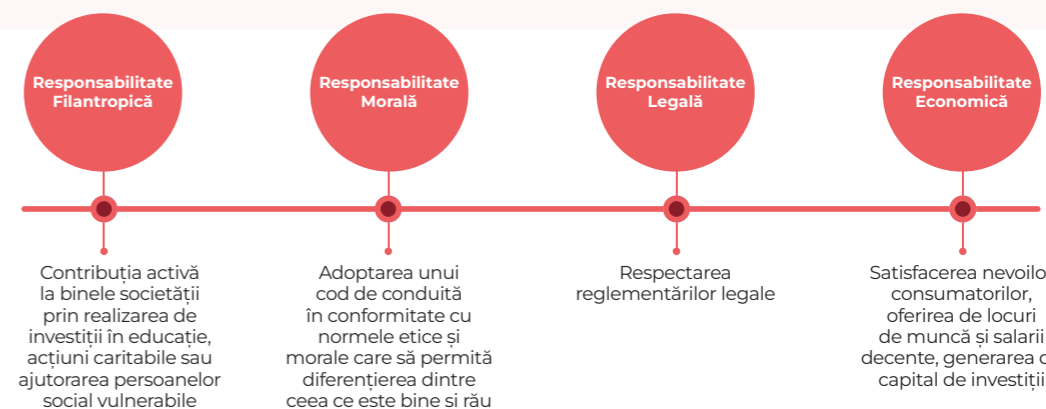 Responsabilitate
Filantropică
Responsabilitate
Morală
Responsabilitate
Legală
Responsabilitate
Economică
Contribuția activă
la binele societății
prin realizarea de
investiții în educație,
acțiuni caritabile sau
ajutorarea persoanelor
social vulnerabile
Adoptarea unui
cod de conduită
în conformitate cu
normele etice și
morale care să permită
diferențierea dintre
ceea ce este bine și rău
Respectarea
reglementărilor legale
Satisfacerea
consumatorilor,
oferirea de locuri
de muncă și salarii
decente, generarea
capital de investiții